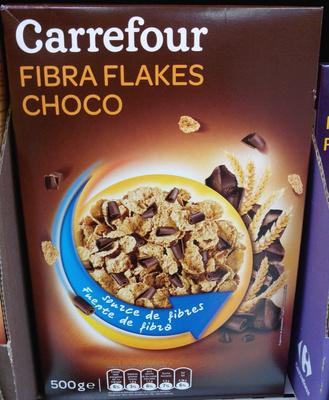 Carrefour
FIBRA FLAKES
CHOCO
source de fibres
Fuente de fibra
500g e